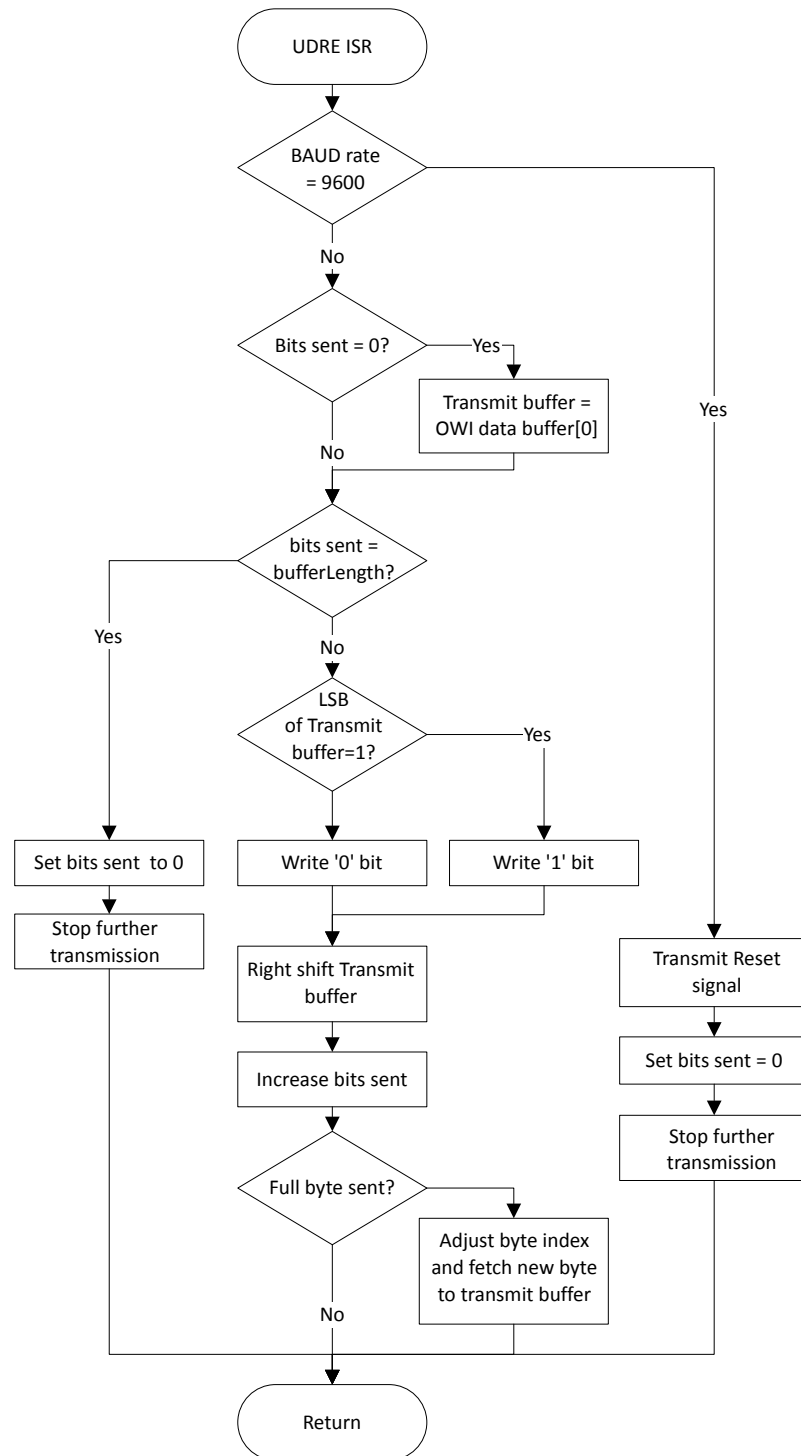 UDRE ISR
BAUD rate
= 9600
No
Bits sent = 0?
Yes
Transmit buffer =
OWI data buffer[0]
Yes
No
bits sent =
bufferLength?
Yes
No
LSB
of Transmit
buffer=1?
Yes
Set bits sent to 0
Write '0' bit
Write '1' bit
Stop further
transmission
Right shift Transmit
buffer
Transmit Reset
signal
Increase bits sent
Set bits sent = 0
Stop further
transmission
Full byte sent?
Adjust byte index
and fetch new byte
to transmit buffer
No
Return